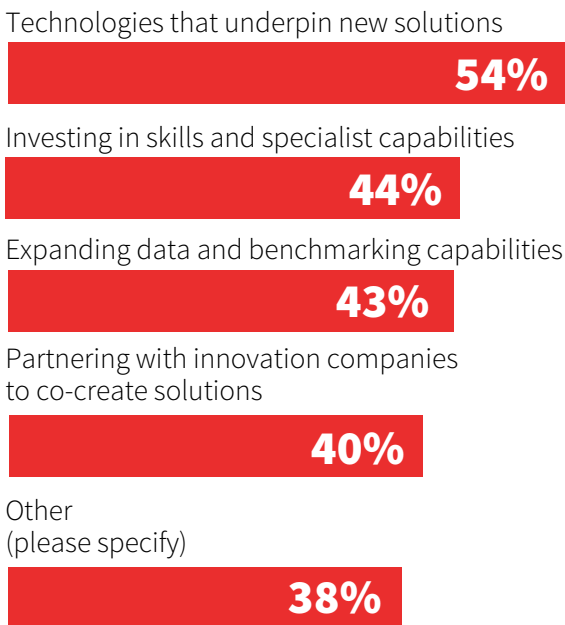 Technologies that underpin new solutions
54%
Investing in skills and specialist capabilities
44%
Expanding data and benchmarking capabilities
43%
Partnering with innovation companies
to co-create solutions
40%
Other
(please specify)
38%